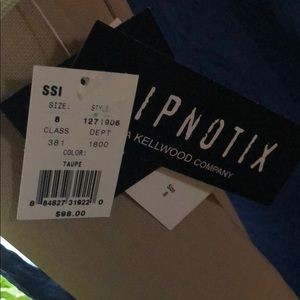 SSI
SIZE: STYLE
8 1271906
CLASS DEPT
381 1800
COLOR:
TAUPE
8 84827 31922 0
$98.00
IPNOTIX
A KELLWOOD COMPANY